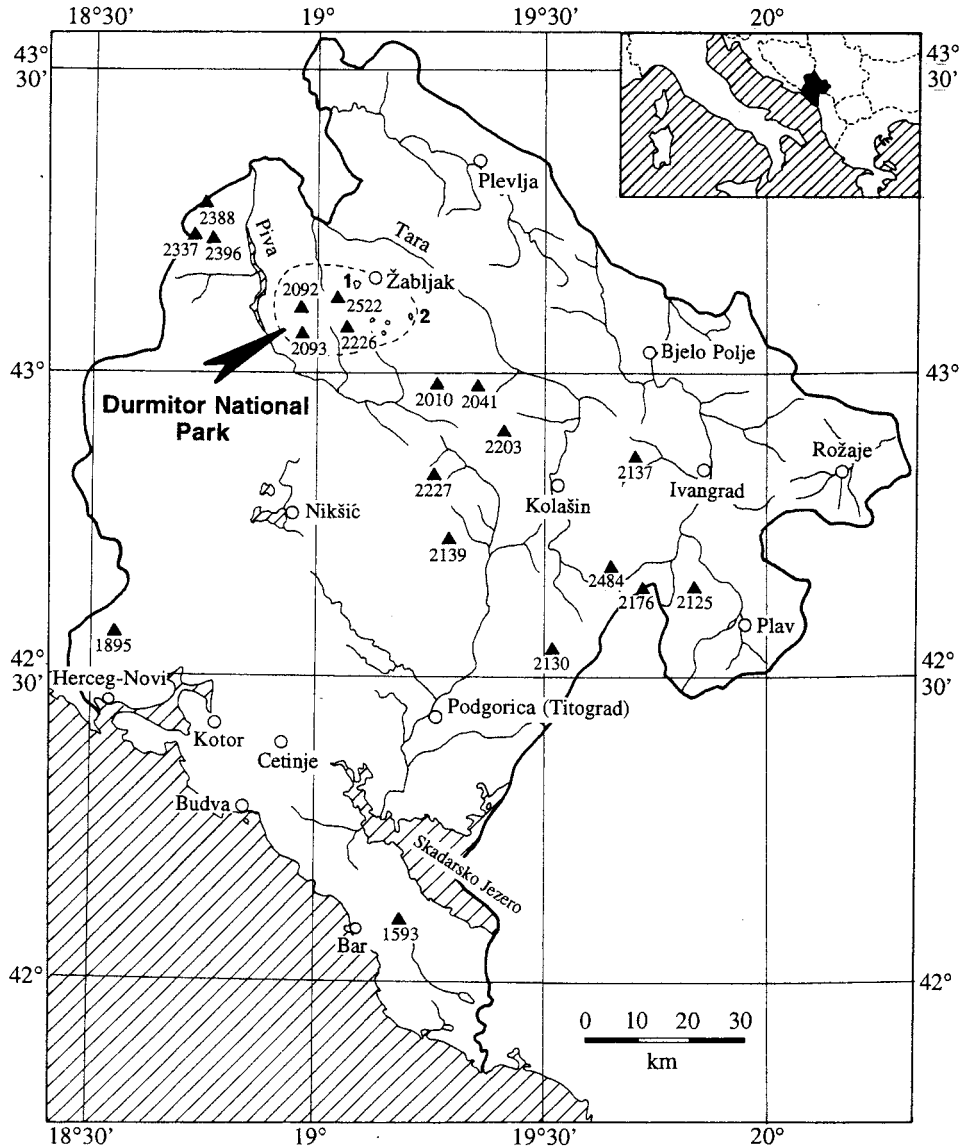 18°30'
19°
19°30'
20°
43°
30'
43°
30'
Plevlja
2388
2337
2396
Piva
Tara
1
Žabljak
2092
2522
2
2093
2226
43°
43°
Bjelo Polje
Durmitor National
Park
2010
2041
2203
2137
Rožaje
2227
Kolašin
Ivangrad
Nikšić
2139
2484
2176
2125
1895
2130
Plav
42°
30'
42°
30'
Herceg-Novi
Podgorica (Titograd)
Kotor
Cetinje
Budva
Skadarsko Jezero
1593
Bar
42°
42°
0 10 20 30
km
18°30'
19°
19°30'
20°